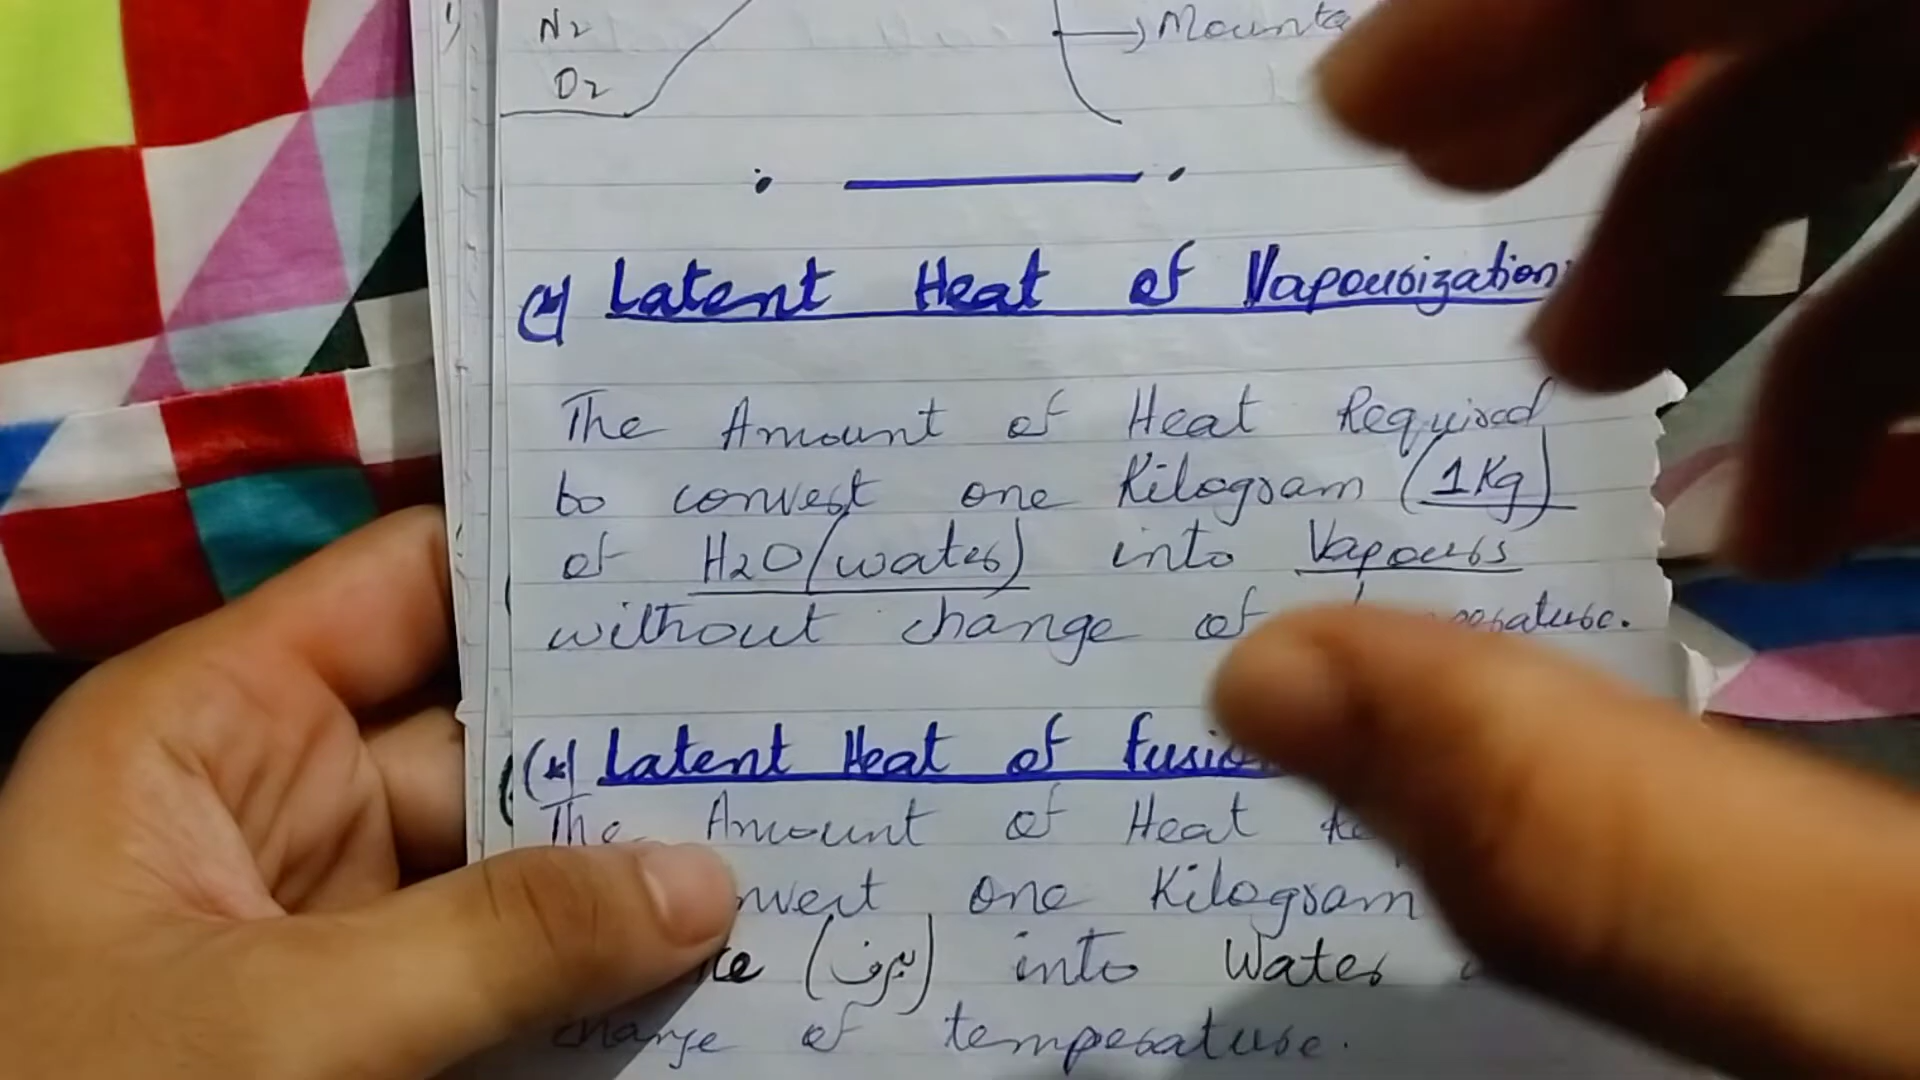 N2
O2
(*) Latent Heat of Vapourization:
The Amount of Heat Required
to convert one Kilogram (1Kg)
of H2O (water) into Vapours
without change of
(*) Latent Heat of
The Amount of Heat
one Kilogram
(برف) into Water
change of temperature.